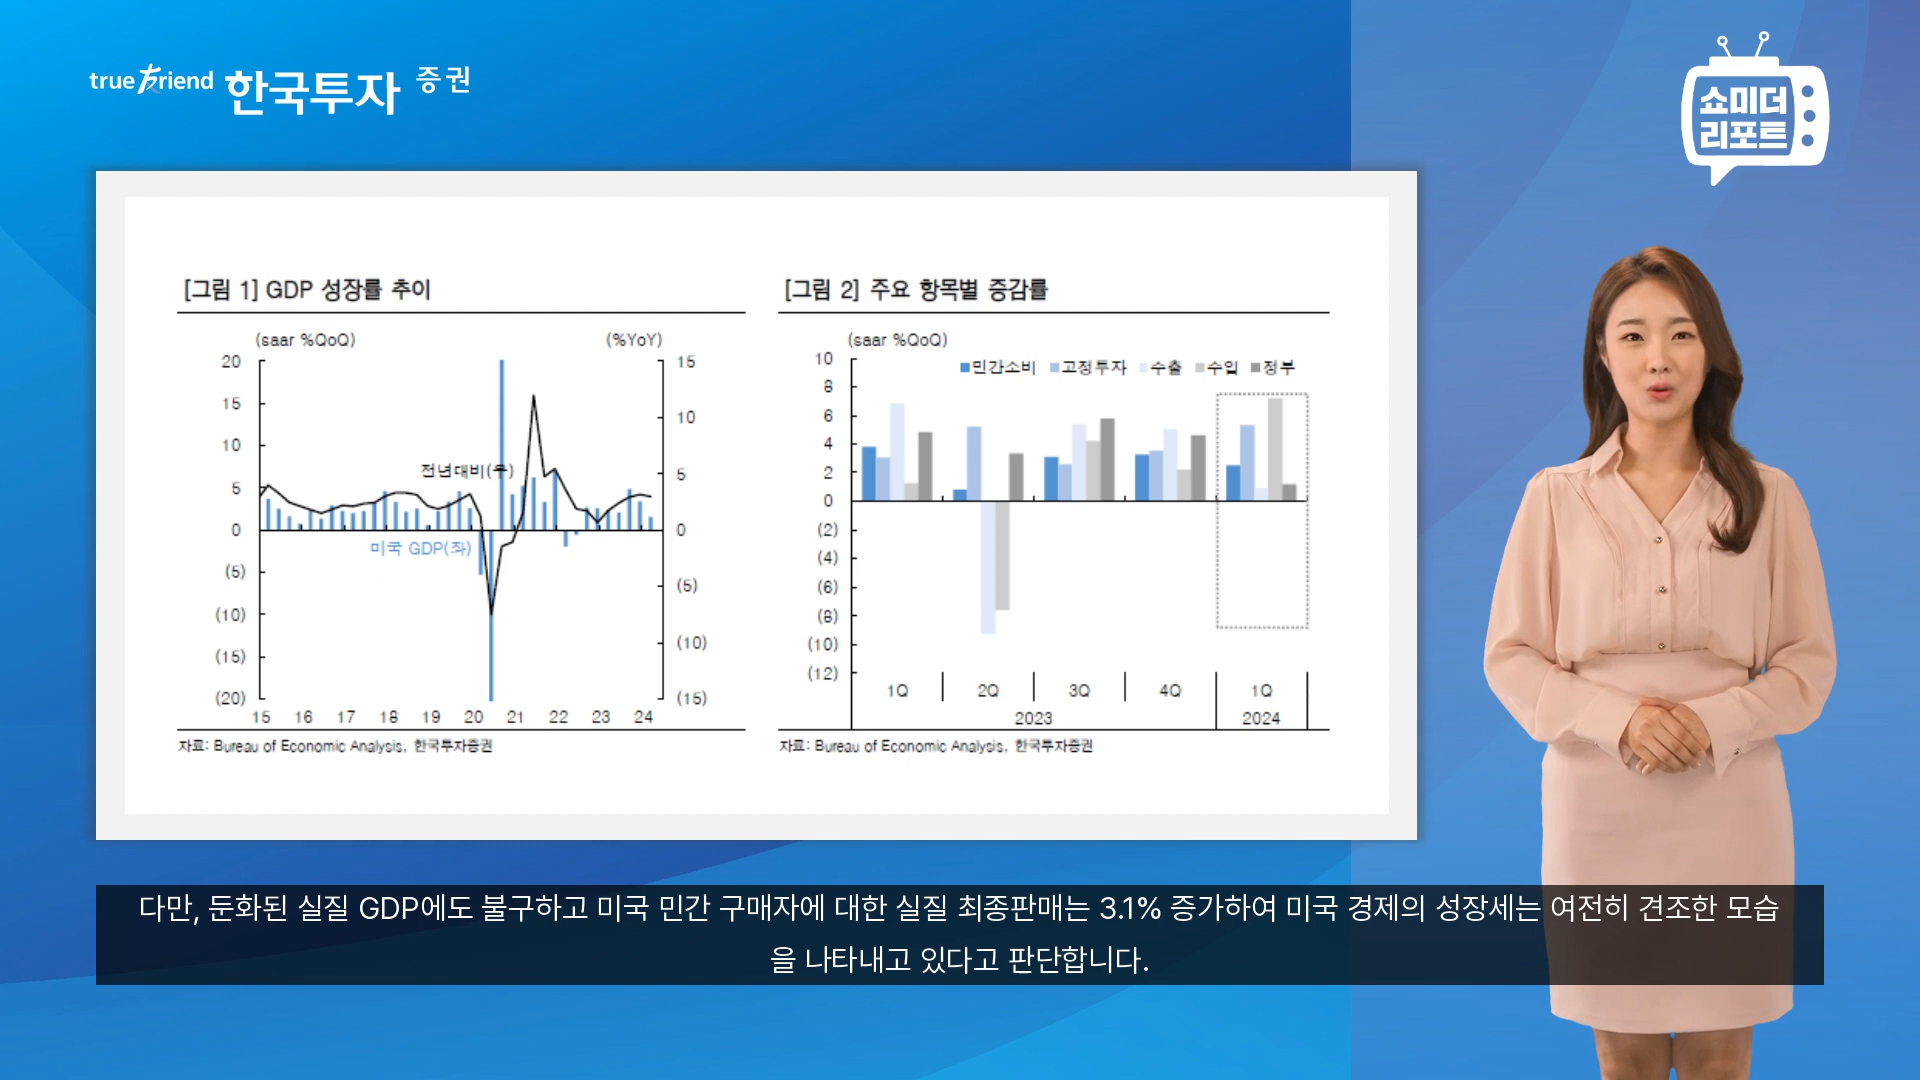 true friend 한국투자 증권
쇼미더
리포트
[그림 1] GDP 성장률 추이
(saar %QoQ) (%YoY)
20 15
15
10
10
5
5
0 0
(5)
(5)
(10)
(10)
(15)
(20) (15)
전년대비(우)
미국 GDP(좌)
15 16 17 18 19 20 21 22 23 24
자료: Bureau of Economic Analysis, 한국투자증권
[그림 2] 주요 항목별 증감률
(saar %QoQ)
민간소비 고정투자 수출 수입 정부
10
8
6
4
2
0
(2)
(4)
(6)
(8)
(10)
(12)
1Q 2Q 3Q 4Q 1Q
2023 2024
자료: Bureau of Economic Analysis, 한국투자증권
다만, 둔화된 실질 GDP에도 불구하고 미국 민간 구매자에 대한 실질 최종판매는 3.1% 증가하여 미국 경제의 성장세는 여전히 견조한 모습
을 나타내고 있다고 판단합니다.